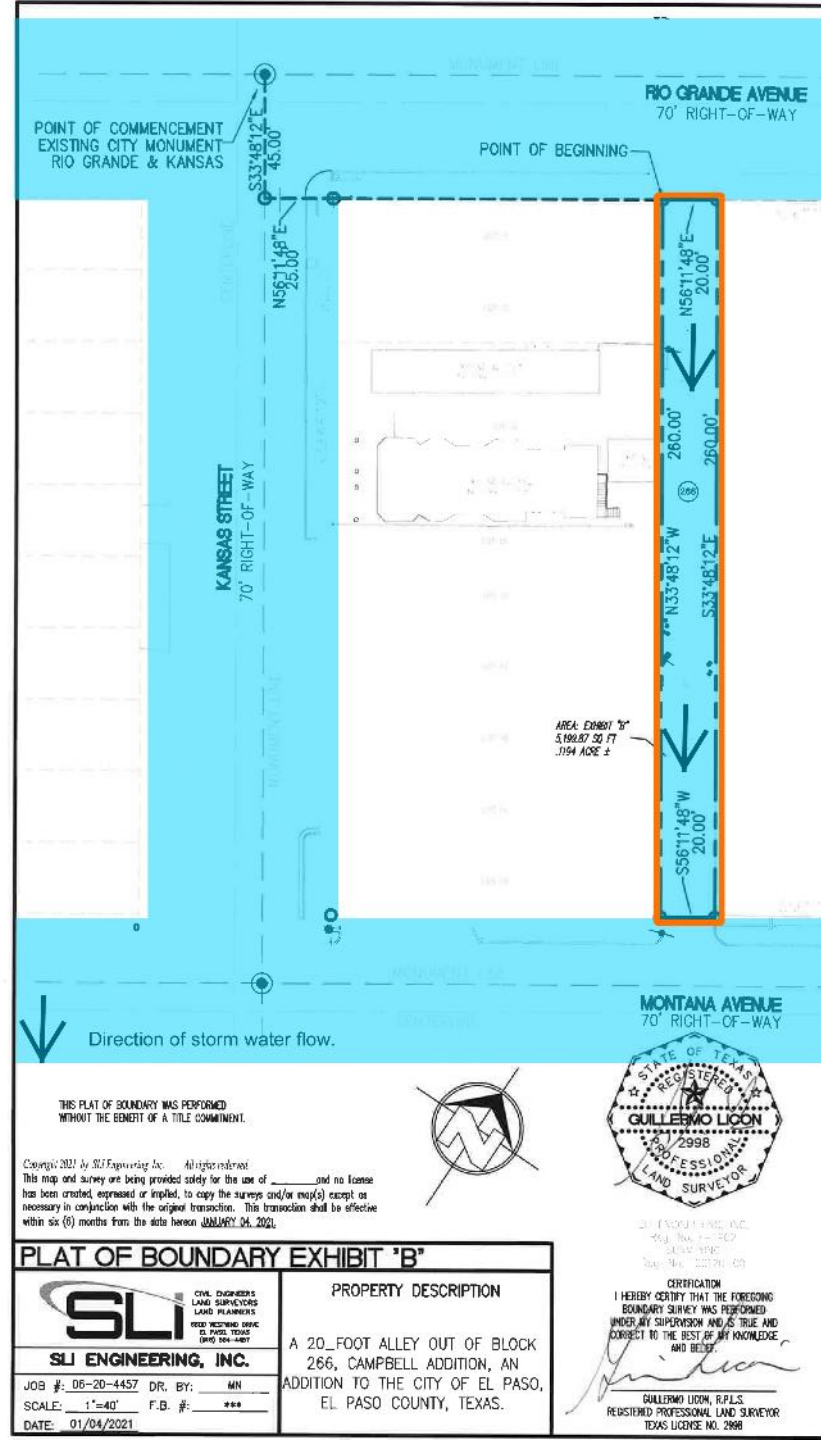 RIO GRANDE AVENUE
70' RIGHT-OF-WAY
POINT OF COMMENCEMENT
EXISTING CITY MONUMENT
RIO GRANDE & KANSAS
S33°48'12"E
45.00'
POINT OF BEGINNING
N56°11'48"E
25.00'
N56°11'48"E
20.00'
260.00'
260.00'
266
N33°48'12"W
S33°48'12"E
KANSAS STREET
70' RIGHT-OF-WAY
AREA: EXHIBIT "B"
5,199.87 SQ FT
.1194 ACRE ±
S56°11'48"W
20.00'
MONTANA AVENUE
70' RIGHT-OF-WAY
Direction of storm water flow.
THIS PLAT OF BOUNDARY WAS PERFORMED
WITHOUT THE BENEFIT OF A TITLE COMMITMENT.
STATE OF TEXAS
REGISTERED
GUILLERMO LICON
2998
PROFESSIONAL
LAND SURVEYOR
Copyright 2021 by SLI Engineering Inc. All rights reserved
This map and survey are being provided solely for the use of ________ and no license
has been created, expressed or implied, to copy the surveys and/or map(s) except as
necessary in conjunction with the original transaction. This transaction shall be effective
within six (6) months from the date hereon JANUARY 04, 2021.
PLAT OF BOUNDARY EXHIBIT "B"
SLI
CIVIL ENGINEERS
LAND SURVEYORS
LAND PLANNERS
6600 WESTWIND DRIVE
EL PASO, TEXAS
(915) 584-4457
SLI ENGINEERING, INC.
JOB #: 06-20-4457 DR. BY: MN
SCALE: 1"=40' F.B. #: ***
DATE: 01/04/2021
PROPERTY DESCRIPTION
A 20_FOOT ALLEY OUT OF BLOCK
266, CAMPBELL ADDITION, AN
ADDITION TO THE CITY OF EL PASO,
EL PASO COUNTY, TEXAS.
CERTIFICATION
I HEREBY CERTIFY THAT THE FOREGOING
BOUNDARY SURVEY WAS PERFORMED
UNDER MY SUPERVISION AND IS TRUE AND
CORRECT TO THE BEST OF MY KNOWLEDGE
AND BELIEF.
GUILLERMO LICON, R.P.L.S.
REGISTERED PROFESSIONAL LAND SURVEYOR
TEXAS LICENSE NO. 2998